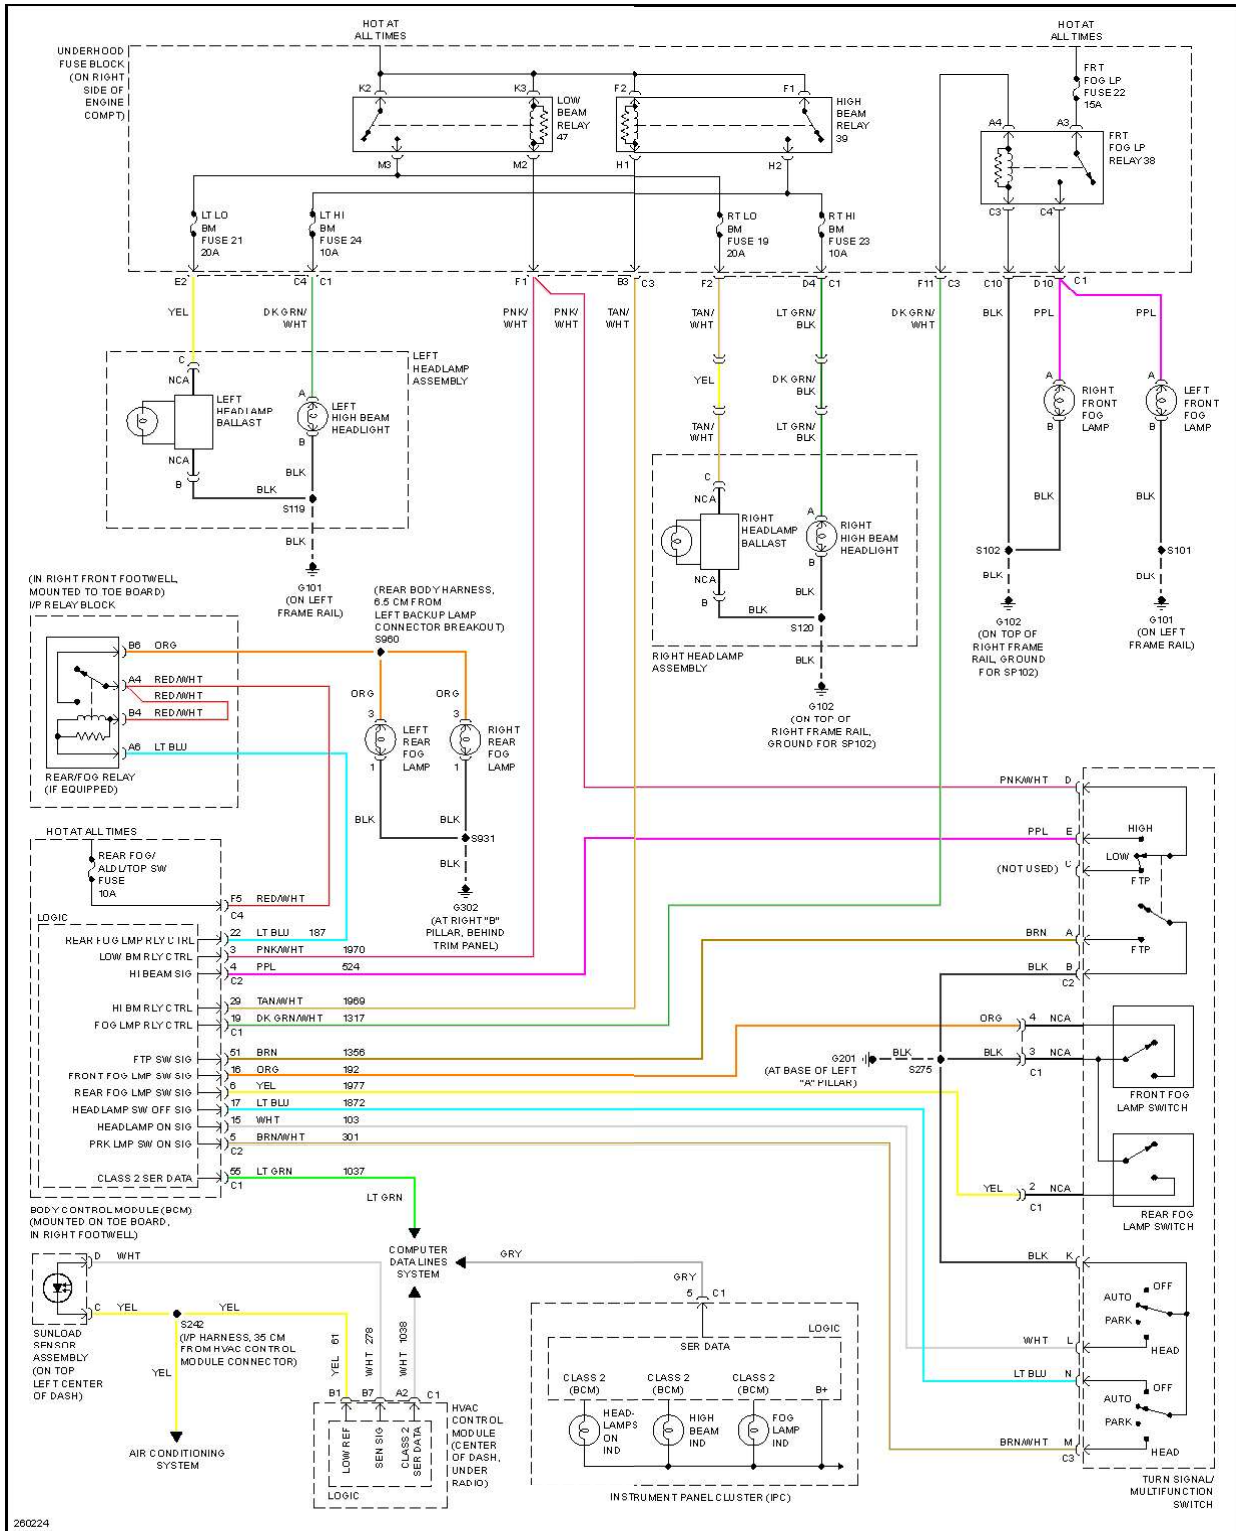 HOT AT
ALL TIMES
HOT AT
ALL TIMES
UNDERHOOD
FUSE BLOCK
(ON RIGHT
SIDE OF
ENGINE
COMPT)
K2
K3
LOW
BEAM
RELAY
47
M3
M2
F2
F1
HIGH
BEAM
RELAY
39
H1
H2
FRT
FOG LP
FUSE 22
15A
A4
A3
FRT
FOG LP
RELAY 38
C3
C4
LT LO
BM
FUSE 21
20A
LT HI
BM
FUSE 24
10A
RT LO
BM
FUSE 19
20A
RT HI
BM
FUSE 23
10A
E2
C4
C1
F1
B3
C3
F2
D4
C1
F11
C3
C10
D10
C1
YEL
DK GRN/
WHT
PNK/
WHT
PNK/
WHT
TAN/
WHT
TAN/
WHT
LT GRN/
BLK
DK GRN/
WHT
BLK
PPL
PPL
LEFT
HEADLAMP
ASSEMBLY
C
NCA
LEFT
HEADLAMP
BALLAST
NCA
B
A
LEFT
HIGH BEAM
HEADLIGHT
B
BLK
BLK
S119
BLK
G101
(ON LEFT
FRAME RAIL)
YEL
DK GRN/
BLK
TAN/
WHT
LT GRN/
BLK
C
NCA
RIGHT
HEADLAMP
BALLAST
NCA
B
A
RIGHT
HIGH BEAM
HEADLIGHT
B
BLK
BLK
S120
RIGHT HEADLAMP
ASSEMBLY
BLK
G102
(ON TOP OF
RIGHT FRAME RAIL,
GROUND FOR SP102)
A
RIGHT
FRONT
FOG
LAMP
B
A
LEFT
FRONT
FOG
LAMP
B
BLK
BLK
S102
S101
BLK
BLK
G102
(ON TOP OF
RIGHT FRAME
RAIL, GROUND
FOR SP102)
G101
(ON LEFT
FRAME RAIL)
(IN RIGHT FRONT FOOTWELL,
MOUNTED TO TOE BOARD)
I/P RELAY BLOCK
B6 ORG
A4 RED/WHT
RED/WHT
B4 RED/WHT
A6 LT BLU
REAR/FOG RELAY
(IF EQUIPPED)
(REAR BODY HARNESS,
6.5 CM FROM
LEFT BACKUP LAMP
CONNECTOR BREAKOUT)
S960
ORG
ORG
3
3
LEFT
REAR
FOG
LAMP
RIGHT
REAR
FOG
LAMP
1
1
BLK
BLK
S931
BLK
G302
(AT RIGHT "B"
PILLAR, BEHIND
TRIM PANEL)
HOT AT ALL TIMES
REAR FOG/
ALDL/TOP SW
FUSE
10A
F5 RED/WHT
C4
LOGIC
REAR FOG LMP RLY CTRL 22 LT BLU 187
LOW BM RLY CTRL 3 PNK/WHT 1970
HI BEAM SIG 4 PPL 524
C2
HI BM RLY CTRL 29 TAN/WHT 1969
FOG LMP RLY CTRL 19 DK GRN/WHT 1317
C1
FTP SW SIG 51 BRN 1356
FRONT FOG LMP SW SIG 16 ORG 192
REAR FOG LMP SW SIG 6 YEL 1977
HEADLAMP SW OFF SIG 17 LT BLU 1872
HEADLAMP ON SIG 15 WHT 103
PRK LMP SW ON SIG 5 BRN/WHT 301
C2
CLASS 2 SER DATA 55 LT GRN 1037
C1
LT GRN
BODY CONTROL MODULE (BCM)
(MOUNTED ON TOE BOARD,
IN RIGHT FOOTWELL)
PNK/WHT D
PPL E
HIGH
LOW
(NOT USED) C
FTP
BRN A
FTP
BLK B
C2
ORG 4 NCA
G201
BLK
S275
BLK 3 NCA
C1
(AT BASE OF LEFT
"A" PILLAR)
FRONT FOG
LAMP SWITCH
YEL 2 NCA
C1
REAR FOG
LAMP SWITCH
BLK K
OFF
AUTO
PARK
WHT L
HEAD
LT BLU N
OFF
AUTO
PARK
BRN/WHT M
C3
HEAD
TURN SIGNAL/
MULTIFUNCTION
SWITCH
D WHT
C YEL
YEL
S242
(I/P HARNESS, 35 CM
FROM HVAC CONTROL
MODULE CONNECTOR)
SUNLOAD
SENSOR
ASSEMBLY
(ON TOP
LEFT CENTER
OF DASH)
YEL
AIR CONDITIONING
SYSTEM
YEL 61
WHT 278
WHT 1038
B1
B7
A2
C1
LOW REF
SEN SIG
CLASS 2
SER DATA
LOGIC
HVAC
CONTROL
MODULE
(CENTER
OF DASH,
UNDER
RADIO)
COMPUTER
DATA LINES
SYSTEM
GRY
GRY
5 C1
LOGIC
SER DATA
CLASS 2
(BCM)
CLASS 2
(BCM)
CLASS 2
(BCM)
B+
HEAD-
LAMPS
ON
IND
HIGH
BEAM
IND
FOG
LAMP
IND
INSTRUMENT PANEL CLUSTER (IPC)
260224